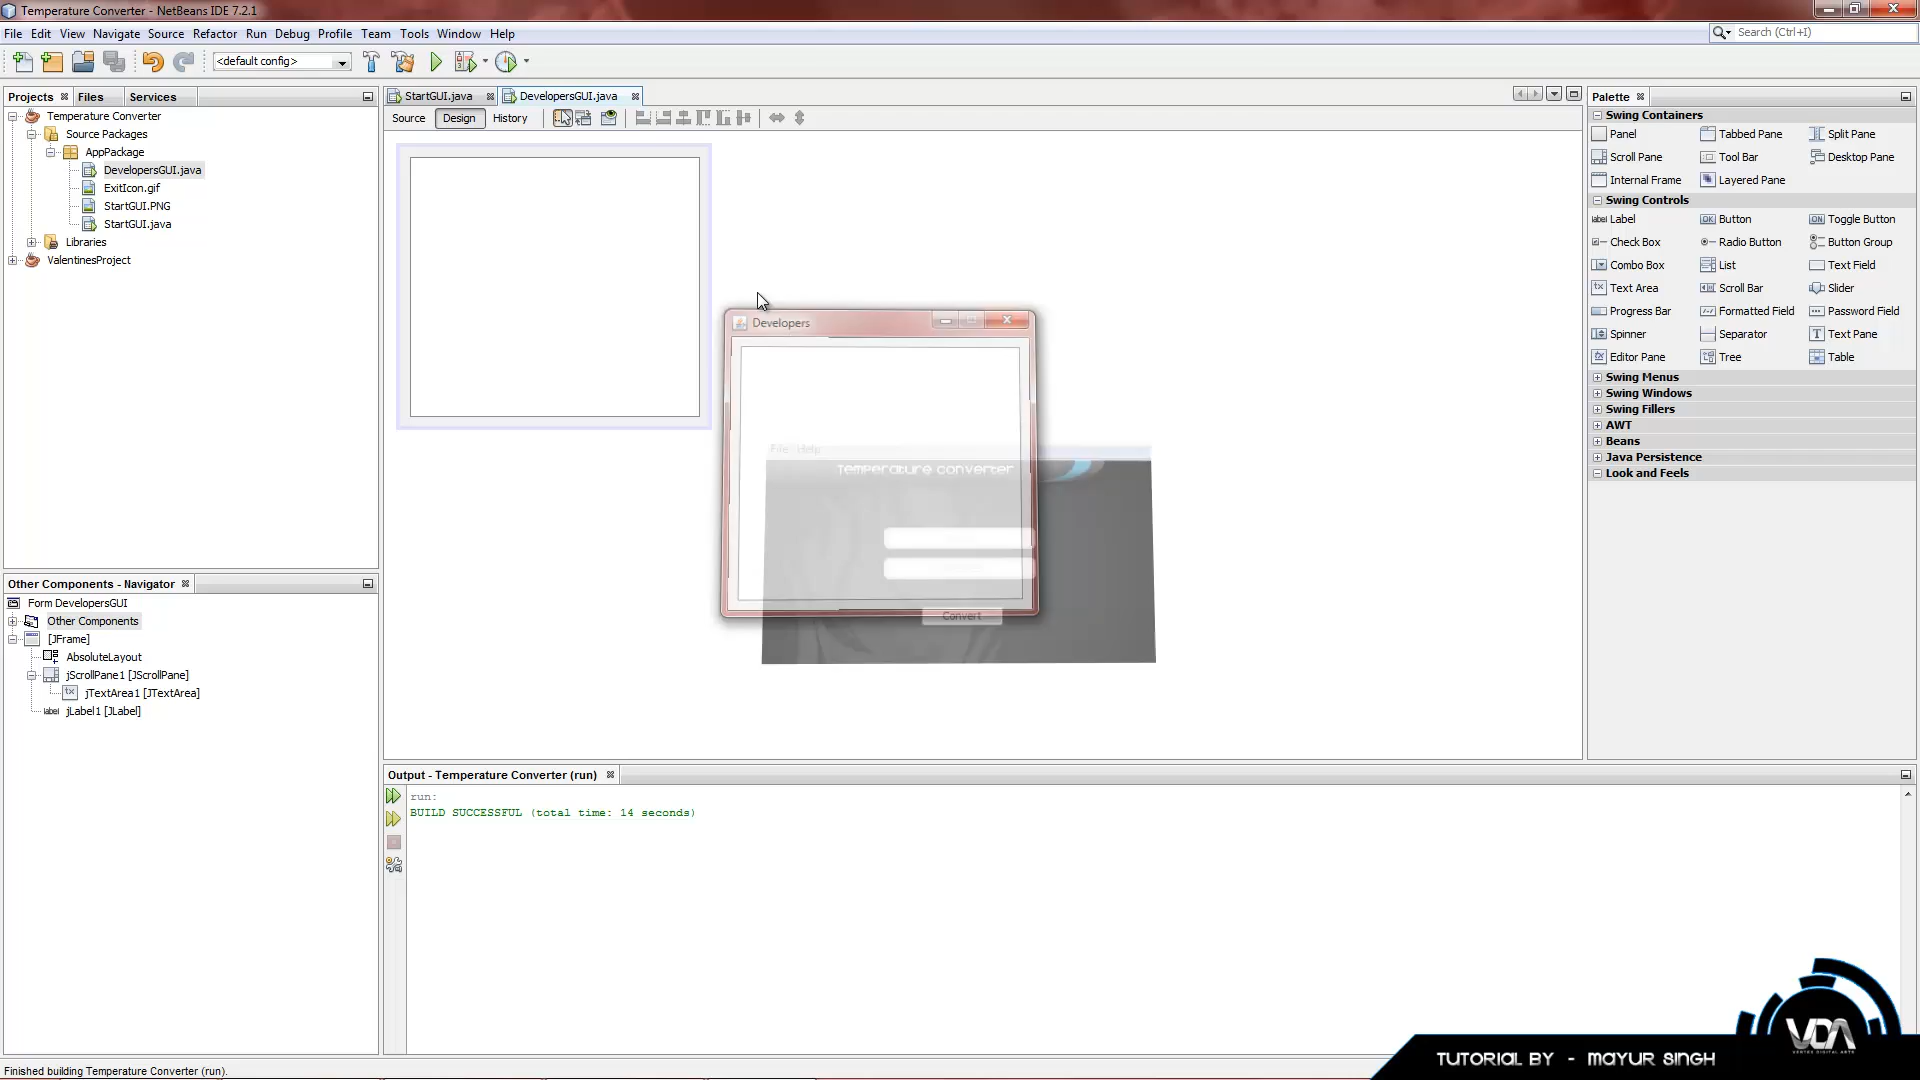 Temperature Converter - NetBeans IDE 7.2.1
File Edit View Navigate Source Refactor Run Debug Profile Team Tools Window Help
Search (Ctrl+I)
<default config>
Projects Files Services
Temperature Converter
Source Packages
AppPackage
DevelopersGUI.java
ExitIcon.gif
StartGUI.PNG
StartGUI.java
Libraries
ValentinesProject
StartGUI.java DevelopersGUI.java
Source Design History
Developers
File Help
Temperature Converter
Convert
Palette
Swing Containers
Panel Tabbed Pane Split Pane
Scroll Pane Tool Bar Desktop Pane
Internal Frame Layered Pane
Swing Controls
label Label OK Button ON Toggle Button
Check Box Radio Button Button Group
Combo Box List Text Field
Text Area Scroll Bar Slider
Progress Bar Formatted Field Password Field
Spinner Separator Text Pane
Editor Pane Tree Table
Swing Menus
Swing Windows
Swing Fillers
AWT
Beans
Java Persistence
Look and Feels
Other Components - Navigator
Form DevelopersGUI
Other Components
[JFrame]
AbsoluteLayout
jScrollPane1 [JScrollPane]
jTextArea1 [JTextArea]
label jLabel1 [JLabel]
Output - Temperature Converter (run)
run:
BUILD SUCCESSFUL (total time: 14 seconds)
Finished building Temperature Converter (run).
VDA
TUTORIAL BY - MAYUR SINGH